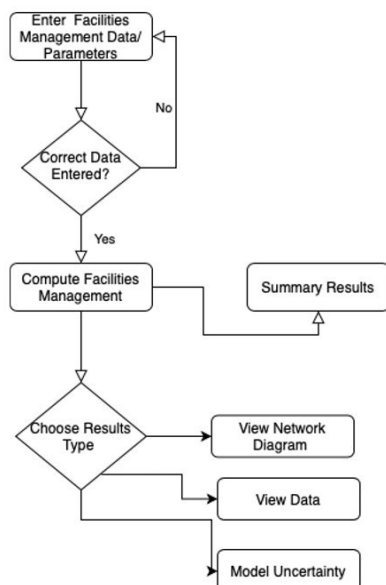 Enter Facilities
Management Data/
Parameters
No
Correct Data
Entered?
Yes
Compute Facilities
Management
Summary Results
Choose Results
Type
View Network
Diagram
View Data
Model Uncertainty